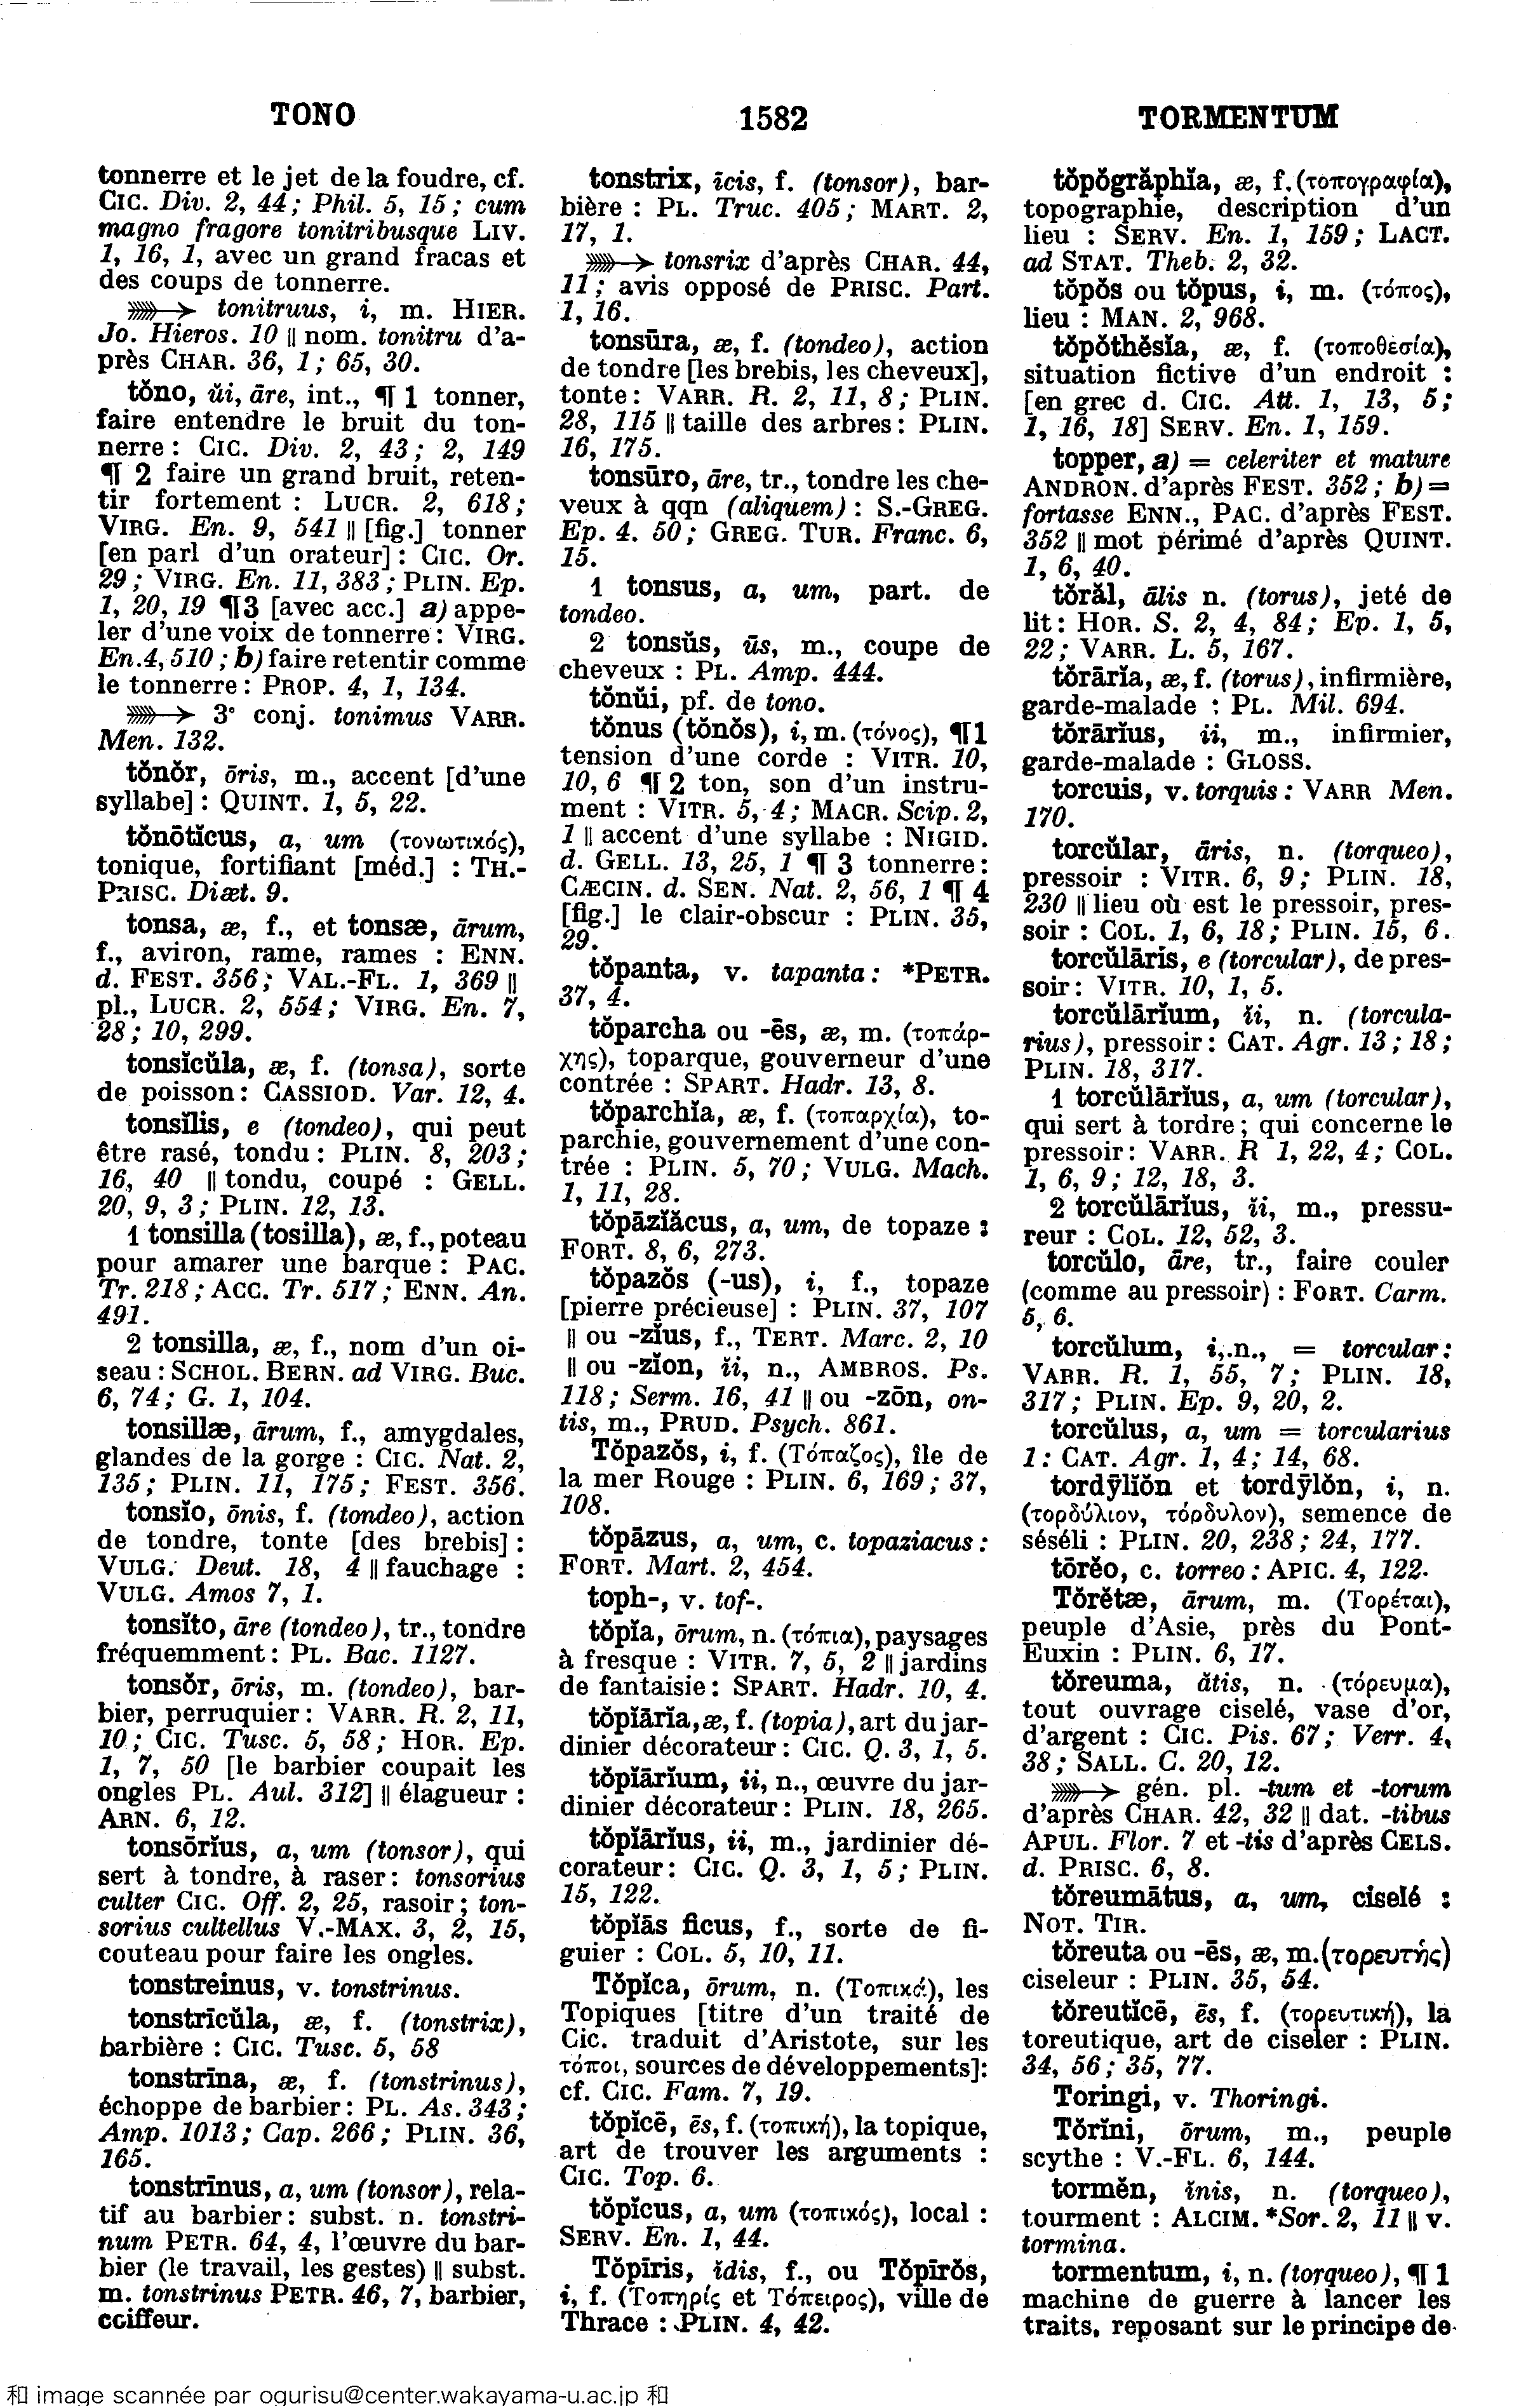 TONO
1582
TORMENTUM
tonnerre et le jet de la foudre, cf.
CIC. Div. 2, 44 ; Phil. 5, 15 ; cum
magno fragore tonitribusque LIV.
1, 16, 1, avec un grand fracas et
des coups de tonnerre.
⟫⟶ tonitruus, i, m. HIER.
Jo. Hieros. 10 || nom. tonitru d'a-
près CHAR. 36, 1 ; 65, 30.
tŏno, ŭi, āre, int., ¶ 1 tonner,
faire entendre le bruit du ton-
nerre : CIC. Div. 2, 43 ; 2, 149
¶ 2 faire un grand bruit, reten-
tir fortement : LUCR. 2, 618 ;
VIRG. En. 9, 541 || [fig.] tonner
[en parl d'un orateur] : CIC. Or.
29 ; VIRG. En. 11, 383 ; PLIN. Ep.
1, 20, 19 ¶ 3 [avec acc.] a) appe-
ler d'une voix de tonnerre : VIRG.
En. 4, 510 ; b) faire retentir comme
le tonnerre : PROP. 4, 1, 134.
⟫⟶ 3e conj. tonimus VARR.
Men. 132.
tŏnŏr, ōris, m., accent [d'une
syllabe] : QUINT. 1, 5, 22.
tŏnōtĭcus, a, um (τονωτικός),
tonique, fortifiant [méd.] : TH.-
PRISC. Diæt. 9.
tonsa, æ, f., et tonsæ, ārum,
f., aviron, rame, rames : ENN.
d. FEST. 356 ; VAL.-FL. 1, 369 ||
pl., LUCR. 2, 554 ; VIRG. En. 7,
28 ; 10, 299.
tonsĭcŭla, æ, f. (tonsa), sorte
de poisson : CASSIOD. Var. 12, 4.
tonsĭlis, e (tondeo), qui peut
être rasé, tondu : PLIN. 8, 203 ;
16, 40 || tondu, coupé : GELL.
20, 9, 3 ; PLIN. 12, 13.
1 tonsilla (tosilla), æ, f., poteau
pour amarer une barque : PAC.
Tr. 218 ; ACC. Tr. 517 ; ENN. An.
491.
2 tonsilla, æ, f., nom d'un oi-
seau : SCHOL. BERN. ad VIRG. Buc.
6, 74 ; G. 1, 104.
tonsillæ, ārum, f., amygdales,
glandes de la gorge : CIC. Nat. 2,
135 ; PLIN. 11, 175 ; FEST. 356.
tonsĭo, ōnis, f. (tondeo), action
de tondre, tonte [des brebis] :
VULG. Deut. 18, 4 || fauchage :
VULG. Amos 7, 1.
tonsĭto, āre (tondeo), tr., tondre
fréquemment : PL. Bac. 1127.
tonsŏr, ōris, m. (tondeo), bar-
bier, perruquier : VARR. R. 2, 11,
10 ; CIC. Tusc. 5, 58 ; HOR. Ep.
1, 7, 50 [le barbier coupait les
ongles PL. Aul. 312] || élagueur :
ARN. 6, 12.
tonsōrĭus, a, um (tonsor), qui
sert à tondre, à raser : tonsorius
culter CIC. Off. 2, 25, rasoir ; ton-
sorius cultellus V.-MAX. 3, 2, 15,
couteau pour faire les ongles.
tonstreinus, v. tonstrinus.
tonstrīcŭla, æ, f. (tonstrix),
barbière : CIC. Tusc. 5, 58
tonstrīna, æ, f. (tonstrinus),
échoppe de barbier : PL. As. 343 ;
Amp. 1013 ; Cap. 266 ; PLIN. 36,
165.
tonstrīnus, a, um (tonsor), rela-
tif au barbier : subst. n. tonstri-
num PETR. 64, 4, l'œuvre du bar-
bier (le travail, les gestes) || subst.
m. tonstrinus PETR. 46, 7, barbier,
coiffeur.
tonstrix, īcis, f. (tonsor), bar-
bière : PL. Truc. 405 ; MART. 2,
17, 1.
⟫⟶ tonsrix d'après CHAR. 44,
11 ; avis opposé de PRISC. Part.
1, 16.
tonsūra, æ, f. (tondeo), action
de tondre [les brebis, les cheveux],
tonte : VARR. R. 2, 11, 8 ; PLIN.
28, 115 || taille des arbres : PLIN.
16, 175.
tonsūro, āre, tr., tondre les che-
veux à qqn (aliquem) : S.-GREG.
Ep. 4. 50 ; GREG. TUR. Franc. 6,
15.
1 tonsus, a, um, part. de
tondeo.
2 tonsŭs, ūs, m., coupe de
cheveux : PL. Amp. 444.
tŏnŭi, pf. de tono.
tŏnus (tŏnŏs), i, m. (τόνος), ¶ 1
tension d'une corde : VITR. 10,
10, 6 ¶ 2 ton, son d'un instru-
ment : VITR. 5, 4 ; MACR. Scip. 2,
1 || accent d'une syllabe : NIGID.
d. GELL. 13, 25, 1 ¶ 3 tonnerre :
CÆCIN. d. SEN. Nat. 2, 56, 1 ¶ 4
[fig.] le clair-obscur : PLIN. 35,
29.
tŏpanta, v. tapanta : *PETR.
37, 4.
tŏparcha ou -ēs, æ, m. (τοπάρ-
χης), toparque, gouverneur d'une
contrée : SPART. Hadr. 13, 8.
tŏparchĭa, æ, f. (τοπαρχία), to-
parchie, gouvernement d'une con-
trée : PLIN. 5, 70 ; VULG. Mach.
1, 11, 28.
tŏpāzĭăcus, a, um, de topaze :
FORT. 8, 6, 273.
tŏpazŏs (-us), i, f., topaze
[pierre précieuse] : PLIN. 37, 107
|| ou -zĭus, f., TERT. Marc. 2, 10
|| ou -zĭon, ĭi, n., AMBROS. Ps.
118 ; Serm. 16, 41 || ou -zōn, on-
tis, m., PRUD. Psych. 861.
Tŏpazŏs, i, f. (Τόπαζος), île de
la mer Rouge : PLIN. 6, 169 ; 37,
108.
tŏpāzus, a, um, c. topaziacus :
FORT. Mart. 2, 454.
toph-, v. tof-.
tŏpĭa, ōrum, n. (τόπια), paysages
à fresque : VITR. 7, 5, 2 || jardins
de fantaisie : SPART. Hadr. 10, 4.
tŏpĭārĭa, æ, f. (topia), art du jar-
dinier décorateur : CIC. Q. 3, 1, 5.
tŏpĭārĭum, ii, n., œuvre du jar-
dinier décorateur : PLIN. 18, 265.
tŏpĭārĭus, ii, m., jardinier dé-
corateur : CIC. Q. 3, 1, 5 ; PLIN.
15, 122.
tŏpĭās ficus, f., sorte de fi-
guier : COL. 5, 10, 11.
Tŏpĭca, ōrum, n. (Τοπικά), les
Topiques [titre d'un traité de
Cic. traduit d'Aristote, sur les
τόποι, sources de développements] :
cf. CIC. Fam. 7, 19.
tŏpĭcē, ēs, f. (τοπική), la topique,
art de trouver les arguments :
CIC. Top. 6.
tŏpĭcus, a, um (τοπικός), local :
SERV. En. 1, 44.
Tŏpīris, ĭdis, f., ou Tŏpīrŏs,
i, f. (Τοπηρίς et Τόπειρος), ville de
Thrace : PLIN. 4, 42.
tŏpŏgrăphĭa, æ, f. (τοπογραφία),
topographie, description d'un
lieu : SERV. En. 1, 159 ; LACT.
ad STAT. Theb. 2, 32.
tŏpŏs ou tŏpus, i, m. (τόπος),
lieu : MAN. 2, 968.
tŏpŏthĕsĭa, æ, f. (τοποθεσία),
situation fictive d'un endroit :
[en grec d. CIC. Att. 1, 13, 5 ;
1, 16, 18] SERV. En. 1, 159.
topper, a) = celeriter et mature
ANDRON. d'après FEST. 352 ; b) =
fortasse ENN., PAC. d'après FEST.
352 || mot périmé d'après QUINT.
1, 6, 40.
tŏrăl, ālis n. (torus), jeté de
lit : HOR. S. 2, 4, 84 ; Ep. 1, 5,
22 ; VARR. L. 5, 167.
tŏrārĭa, æ, f. (torus), infirmière,
garde-malade : PL. Mil. 694.
tŏrārĭus, ii, m., infirmier,
garde-malade : GLOSS.
torcuis, v. torquis : VARR Men.
170.
torcŭlar, āris, n. (torqueo),
pressoir : VITR. 6, 9 ; PLIN. 18,
230 || lieu où est le pressoir, pres-
soir : COL. 1, 6, 18 ; PLIN. 15, 6.
torcŭlāris, e (torcular), de pres-
soir : VITR. 10, 1, 5.
torcŭlārĭum, ĭi, n. (torcula-
rius), pressoir : CAT. Agr. 13 ; 18 ;
PLIN. 18, 317.
1 torcŭlārĭus, a, um (torcular),
qui sert à tordre ; qui concerne le
pressoir : VARR. R 1, 22, 4 ; COL.
1, 6, 9 ; 12, 18, 3.
2 torcŭlārĭus, ĭi, m., pressu-
reur : COL. 12, 52, 3.
torcŭlo, āre, tr., faire couler
(comme au pressoir) : FORT. Carm.
5, 6.
torcŭlum, i, n., = torcular :
VARR. R. 1, 55, 7 ; PLIN. 18,
317 ; PLIN. Ep. 9, 20, 2.
torcŭlus, a, um = torcularius
1 : CAT. Agr. 1, 4 ; 14, 68.
tordȳlĭŏn et tordȳlŏn, i, n.
(τορδύλιον, τόρδυλον), semence de
séséli : PLIN. 20, 238 ; 24, 177.
tōrĕo, c. torreo : APIC. 4, 122.
Tŏrĕtæ, ārum, m. (Τορέται),
peuple d'Asie, près du Pont-
Euxin : PLIN. 6, 17.
tŏreuma, ătis, n. (τόρευμα),
tout ouvrage ciselé, vase d'or,
d'argent : CIC. Pis. 67 ; Verr. 4,
38 ; SALL. C. 20, 12.
⟫⟶ gén. pl. -tum et -torum
d'après CHAR. 42, 32 || dat. -tibus
APUL. Flor. 7 et -tis d'après CELS.
d. PRISC. 6, 8.
tŏreumātus, a, um, ciselé :
NOT. TIR.
tŏreuta ou -ēs, æ, m. (τορευτής)
ciseleur : PLIN. 35, 54.
tŏreutĭcē, ēs, f. (τορευτική), la
toreutique, art de ciseler : PLIN.
34, 56 ; 35, 77.
Toringi, v. Thoringi.
Tŏrĭni, ōrum, m., peuple
scythe : V.-FL. 6, 144.
tormĕn, ĭnis, n. (torqueo),
tourment : ALCIM. *Sor. 2, 11 || v.
tormina.
tormentum, i, n. (torqueo), ¶ 1
machine de guerre à lancer les
traits, reposant sur le principe de
和 image scannée par ogurisu@center.wakayama-u.ac.jp 和